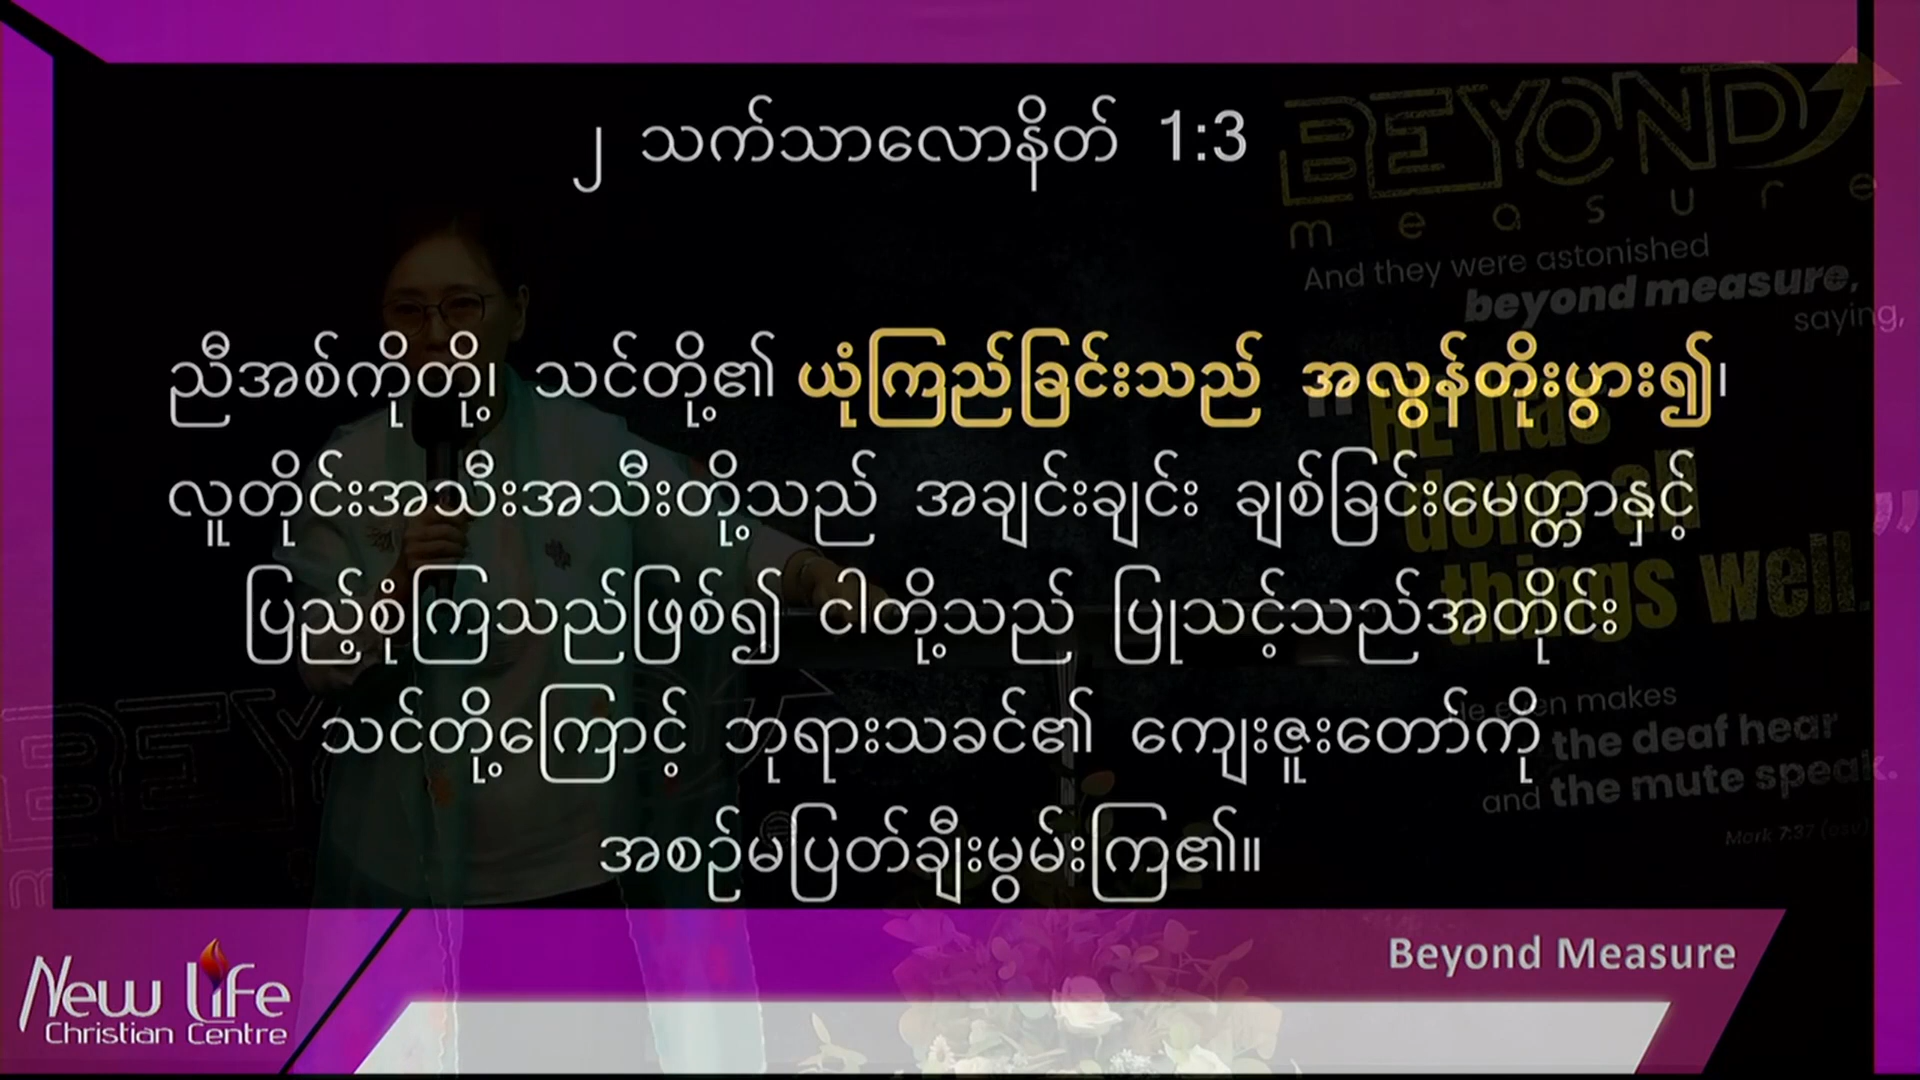 ၂ သက်သာလောနိတ် 1:3
ညီအစ်ကိုတို့၊ သင်တို့၏ ယုံကြည်ခြင်းသည် အလွန်တိုးပွား၍၊
လူတိုင်းအသီးအသီးတို့သည် အချင်းချင်း ချစ်ခြင်းမေတ္တာနှင့်
ပြည့်စုံကြသည်ဖြစ်၍ ငါတို့သည် ပြုသင့်သည်အတိုင်း
သင်တို့ကြောင့် ဘုရားသခင်၏ ကျေးဇူးတော်ကို
အစဉ်မပြတ်ချီးမွမ်းကြ၏။
BEYOND
measure
And they were astonished
beyond measure,
saying,
"HE has
done all
things well."
He even makes
the deaf hear
and the mute speak.
Mark 7:37
BEY
m
Beyond Measure
New Life
Christian Centre